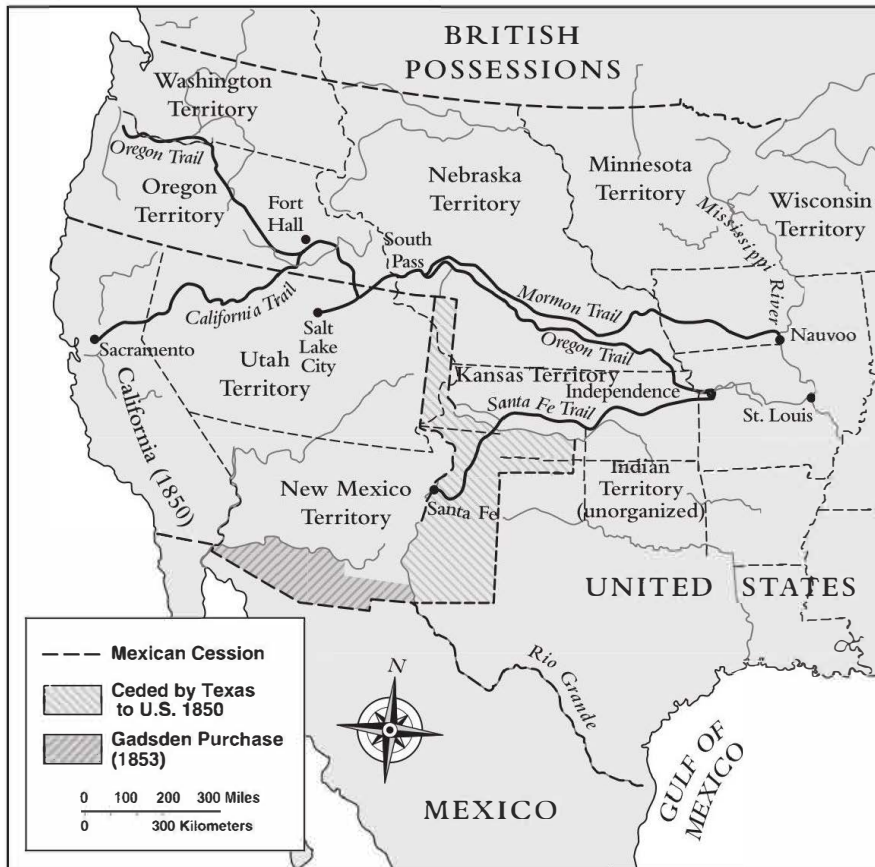 BRITISH
POSSESSIONS
Washington
Territory
Oregon Trail
Oregon
Territory
Fort
Hall
Nebraska
Territory
Minnesota
Territory
Wisconsin
Territory
Mississippi River
South
Pass
Mormon Trail
Nauvoo
California Trail
Sacramento
Salt
Lake
City
Utah
Territory
Oregon Trail
Kansas Territory
Independence
Santa Fe Trail
St. Louis
California (1850)
New Mexico
Territory
Santa Fe
Indian
Territory
(unorganized)
UNITED STATES
Rio Grande
MEXICO
GULF OF
MEXICO
N
Mexican Cession
Ceded by Texas
to U.S. 1850
Gadsden Purchase
(1853)
0 100 200 300 Miles
0 300 Kilometers